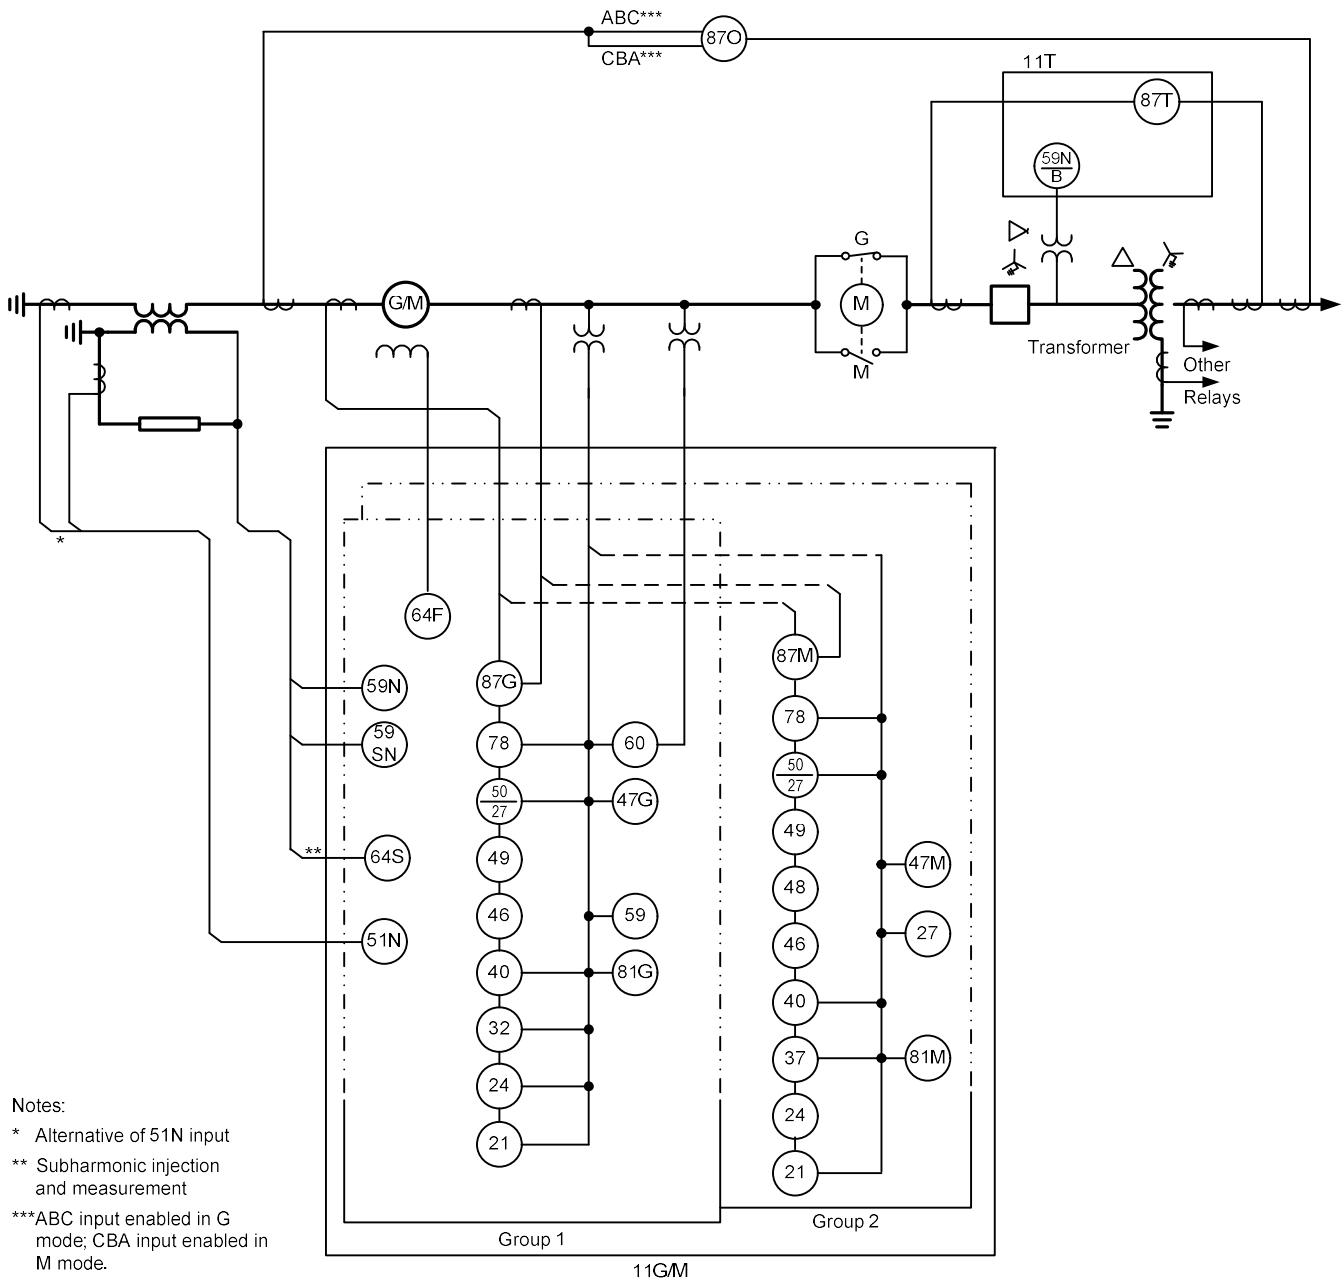 ABC***
87O
CBA***
11T
87T
59N
B
G
G/M
M
M
Transformer
Other
Relays
*
64F
59N
59
SN
**
64S
51N
87G
78
50
27
49
46
40
32
24
21
60
47G
59
81G
87M
78
50
27
49
48
46
40
37
24
21
47M
27
81M
Group 1
Group 2
11G/M
Notes:
* Alternative of 51N input
** Subharmonic injection
and measurement
***ABC input enabled in G
mode; CBA input enabled in
M mode.